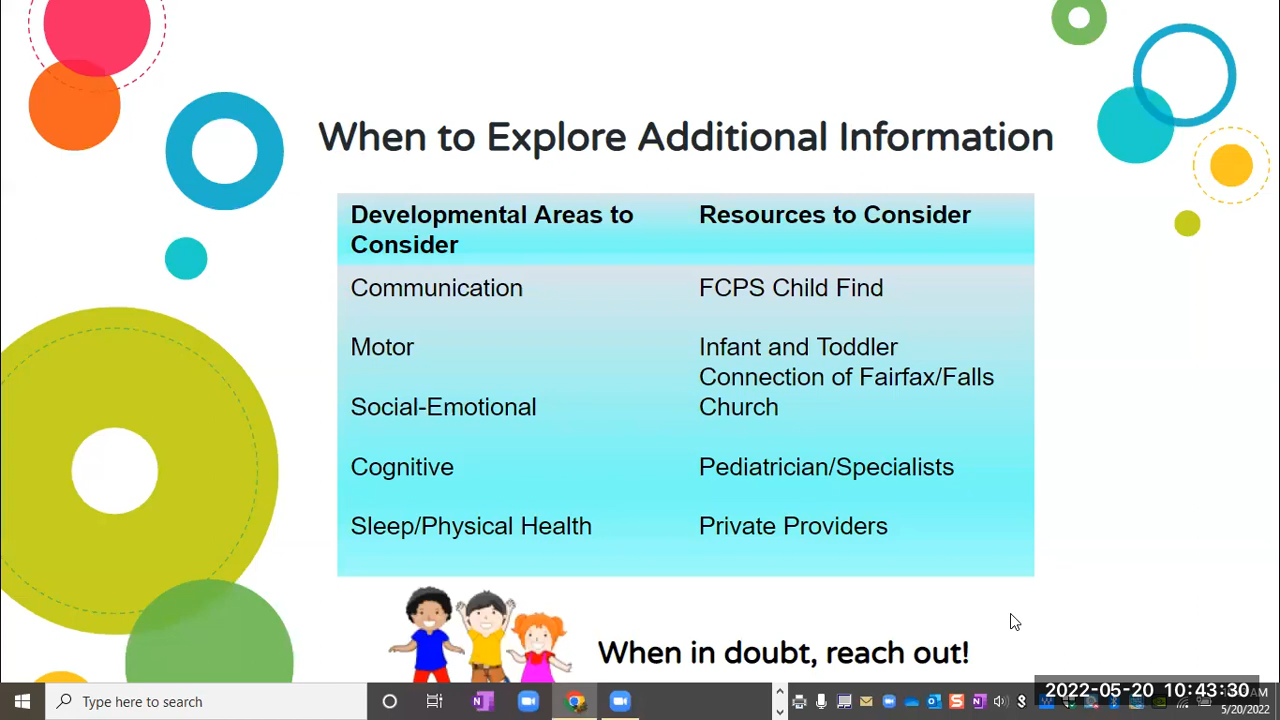 When to Explore Additional Information
Developmental Areas to
Consider
Resources to Consider
Communication
FCPS Child Find
Motor
Infant and Toddler
Connection of Fairfax/Falls
Church
Social-Emotional
Cognitive
Pediatrician/Specialists
Sleep/Physical Health
Private Providers
When in doubt, reach out!
Type here to search
2022-05-20 10:43:30
5/20/2022